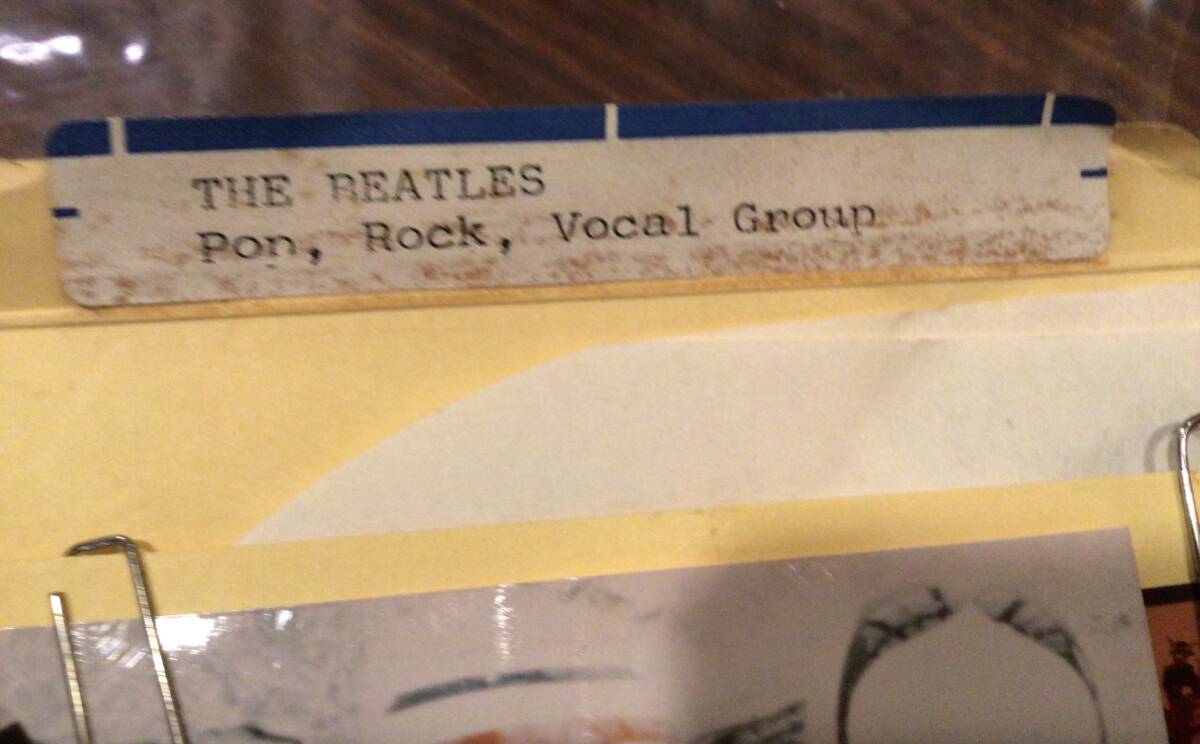 THE BEATLES
Pop, Rock, Vocal Group